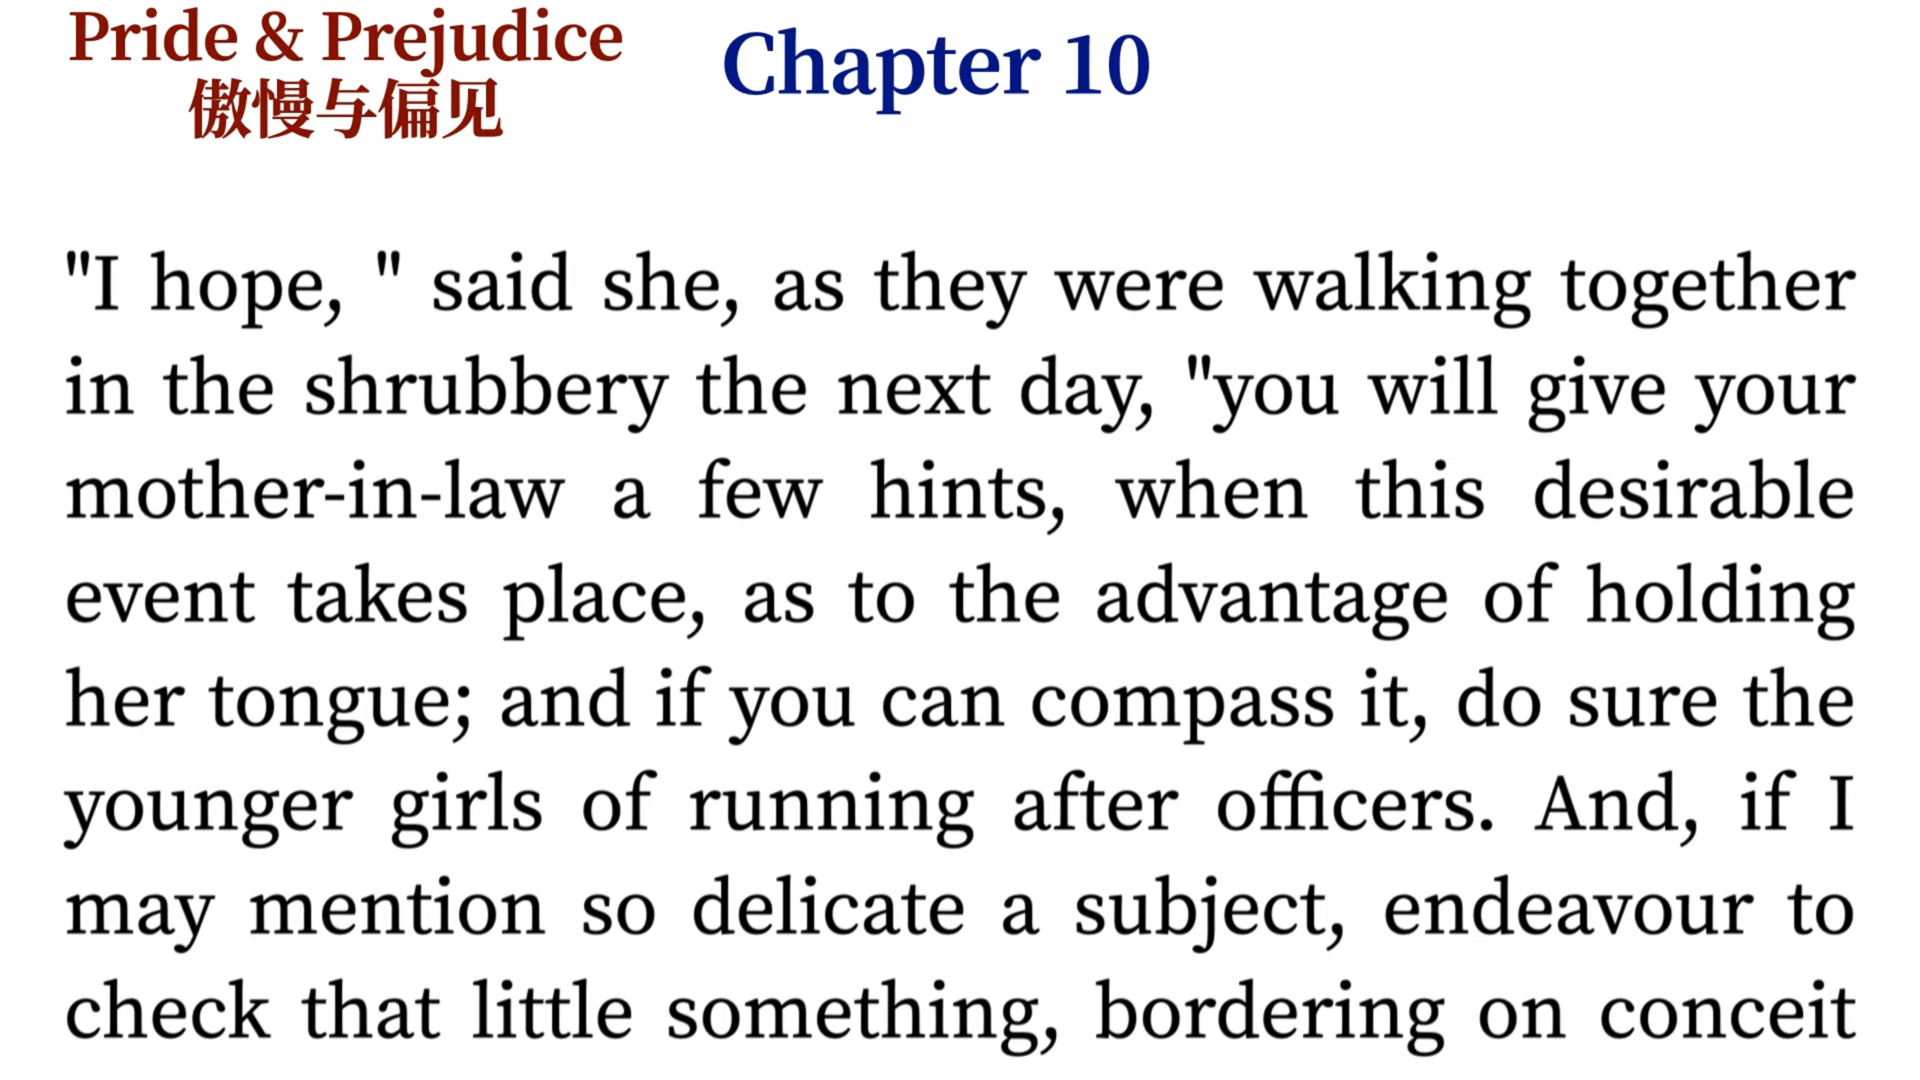 Pride & Prejudice
傲慢与偏见
Chapter 10
"I hope, " said she, as they were walking together
in the shrubbery the next day, "you will give your
mother-in-law a few hints, when this desirable
event takes place, as to the advantage of holding
her tongue; and if you can compass it, do sure the
younger girls of running after officers. And, if I
may mention so delicate a subject, endeavour to
check that little something, bordering on conceit